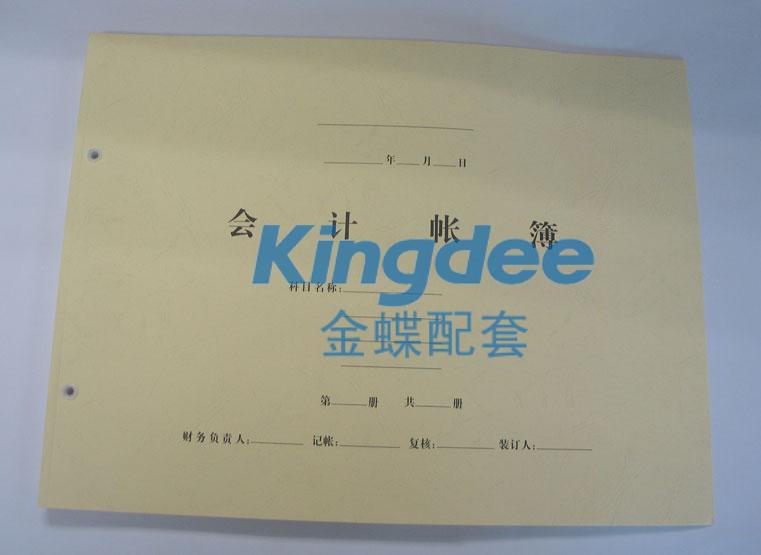 年 月 日
会 计 帐 簿
Kingdee
科目名称:
金蝶配套
第 册 共 册
财务负责人: 记帐: 复核: 装订人: